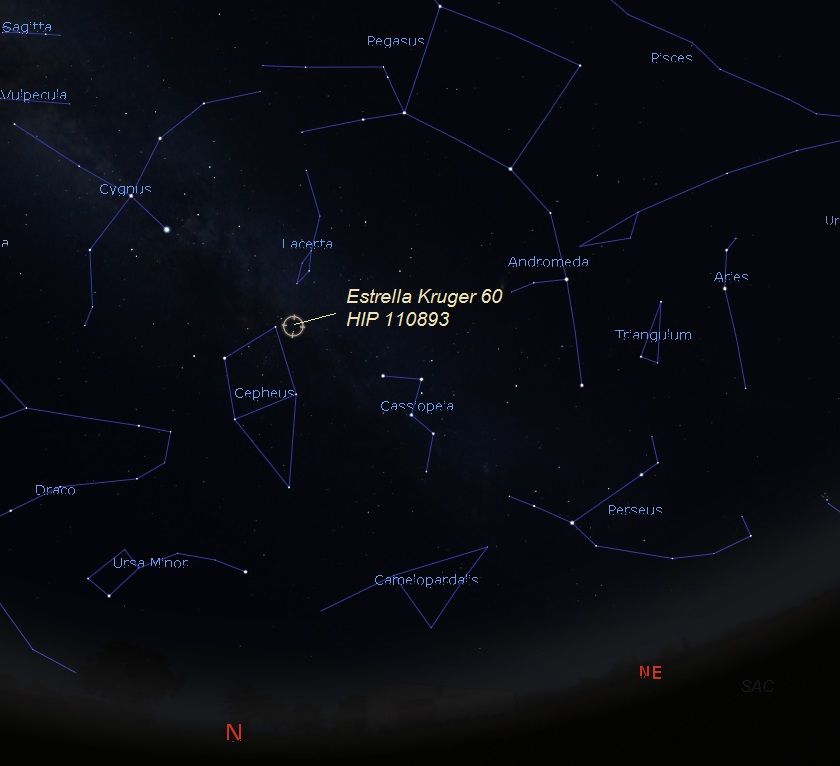 Sagitta
Pegasus
Pisces
Vulpecula
Cygnus
Ur
a
Lacerta
Andromeda
Aries
Estrella Kruger 60
HIP 110893
Triangulum
Cepheus
Cassiopeia
Draco
Perseus
Ursa Minor
Camelopardalis
NE
SAC
N